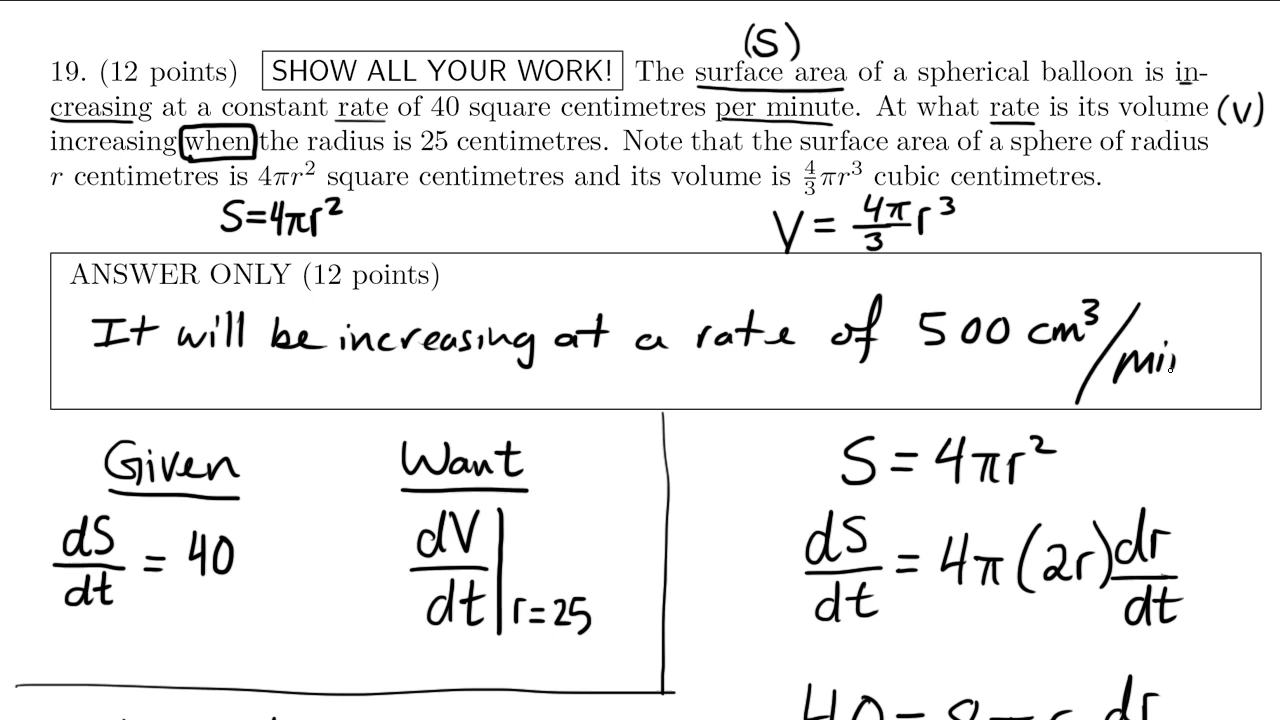 (S)
19. (12 points) SHOW ALL YOUR WORK! The surface area of a spherical balloon is in-
creasing at a constant rate of 40 square centimetres per minute. At what rate is its volume (V)
increasing when the radius is 25 centimetres. Note that the surface area of a sphere of radius
r centimetres is 4πr² square centimetres and its volume is 4/3 πr³ cubic centimetres.
S=4πr²
V = 4π/3 r³
ANSWER ONLY (12 points)
It will be increasing at a rate of 500 cm³/min
Given
dS/dt = 40
Want
dV/dt | r=25
S = 4πr²
dS/dt = 4π(2r) dr/dt